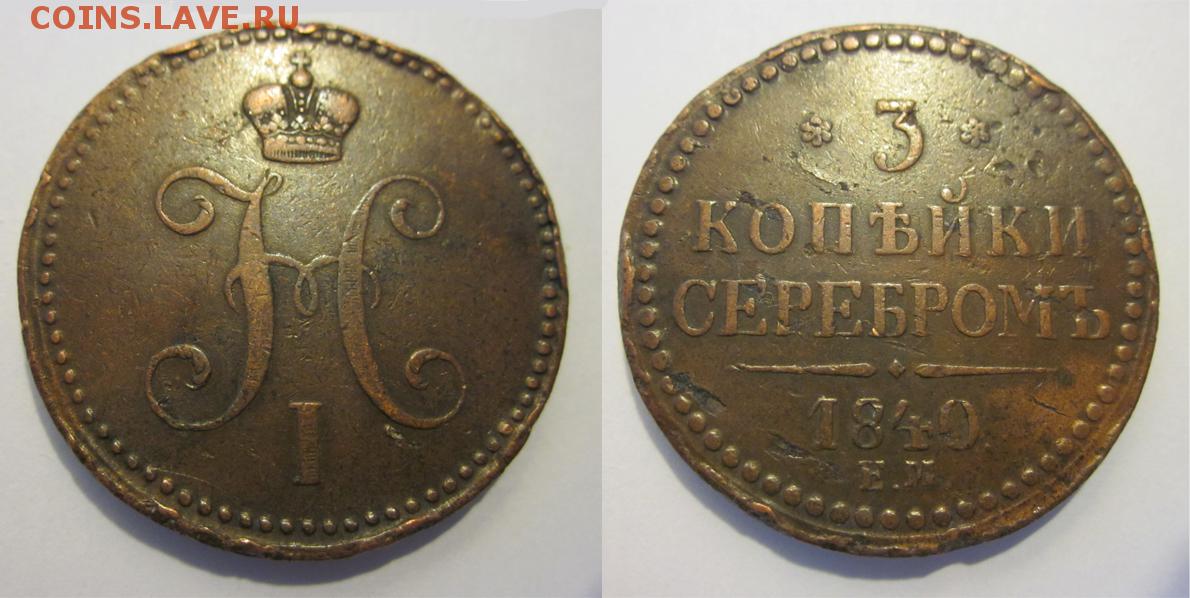 COINS.LAVE.RU
Н
I
3
КОПѢЙКИ
СЕРЕБРОМЪ
1840
Е.М